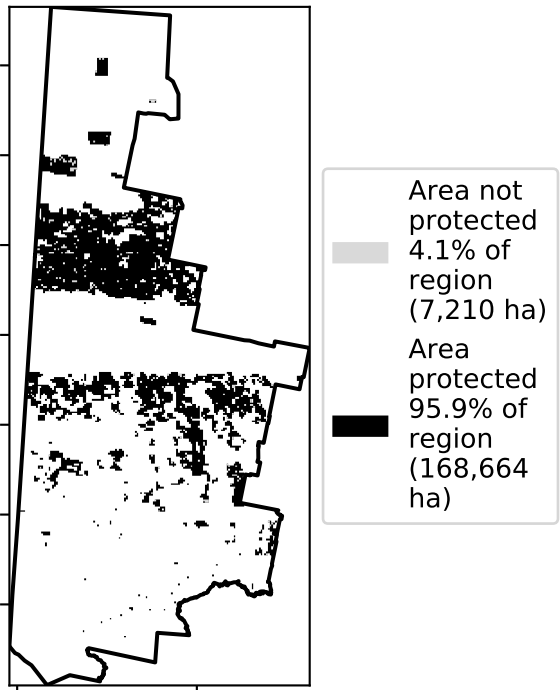 Area not
protected
4.1% of
region
(7,210 ha)
Area
protected
95.9% of
region
(168,664
ha)